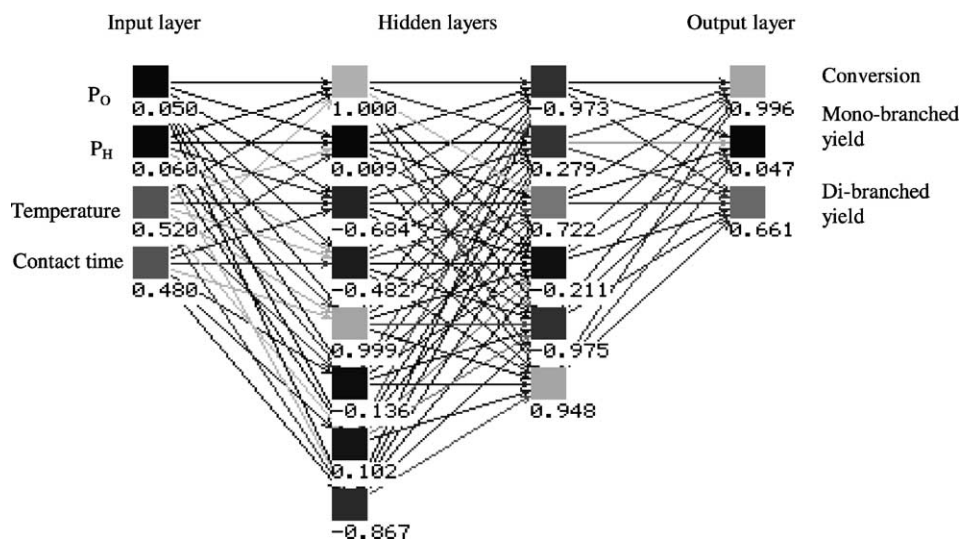 Input layer
Hidden layers
Output layer
P_O
0.050
1.000
-0.973
0.996
Conversion
P_H
0.060
0.009
0.279
0.047
Mono-branched
yield
Temperature
0.520
-0.684
0.722
0.661
Di-branched
yield
Contact time
0.480
-0.482
-0.211
0.999
-0.975
-0.136
0.948
0.102
-0.867